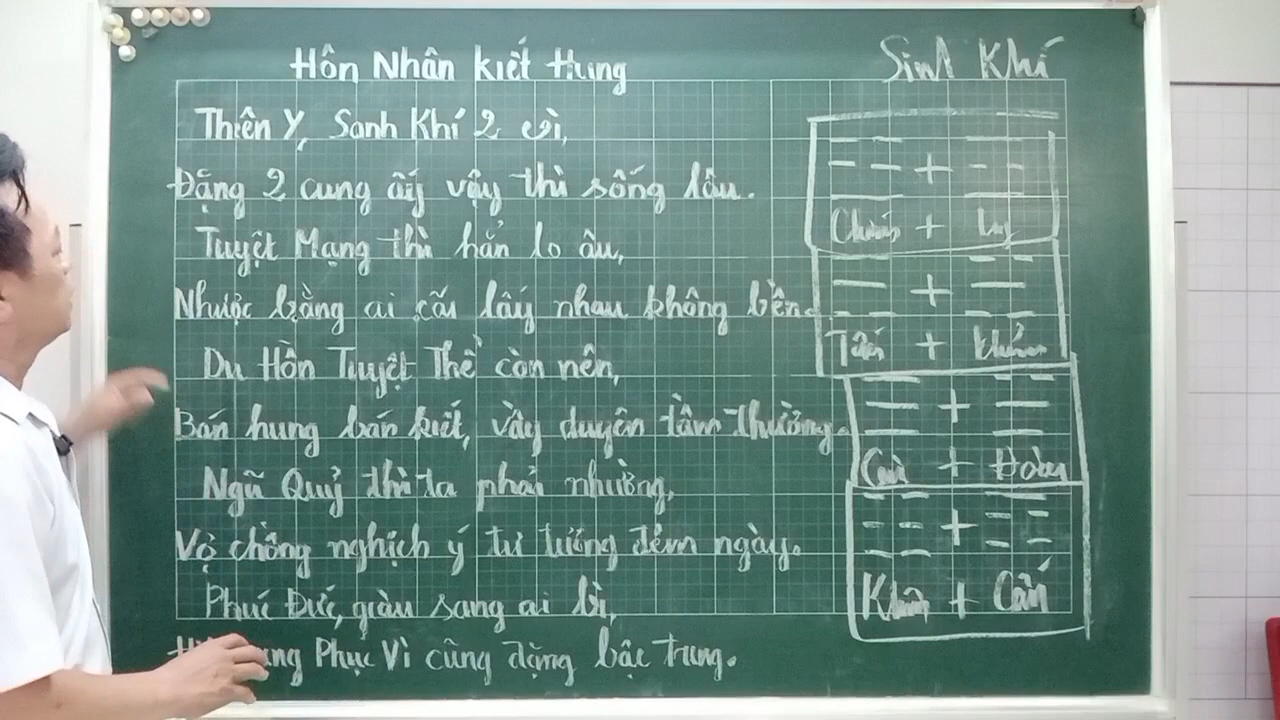 Hôn Nhân kiết Hung
Thiên Y, Sanh Khí 2 vì,
Đặng 2 cung ấy vậy thì sống lâu.
Tuyệt Mạng thì hẳn lo âu,
Nhược bằng ai cãi lấy nhau không bền.
Du Hồn Tuyệt Thể còn nên,
Bán hung bán kiết, vầy duyên tầm thường.
Ngũ Quỷ thì ta phải nhường,
Vợ chồng nghịch ý tư tưởng đêm ngày.
Phúc Đức, giàu sang ai bì,
Phục Vì cũng đặng bậc trung.
Sinh Khí
+
Chấn + Ly
+
Tốn + Khảm
+
Càn + Đoài
+
Khôn + Cấn